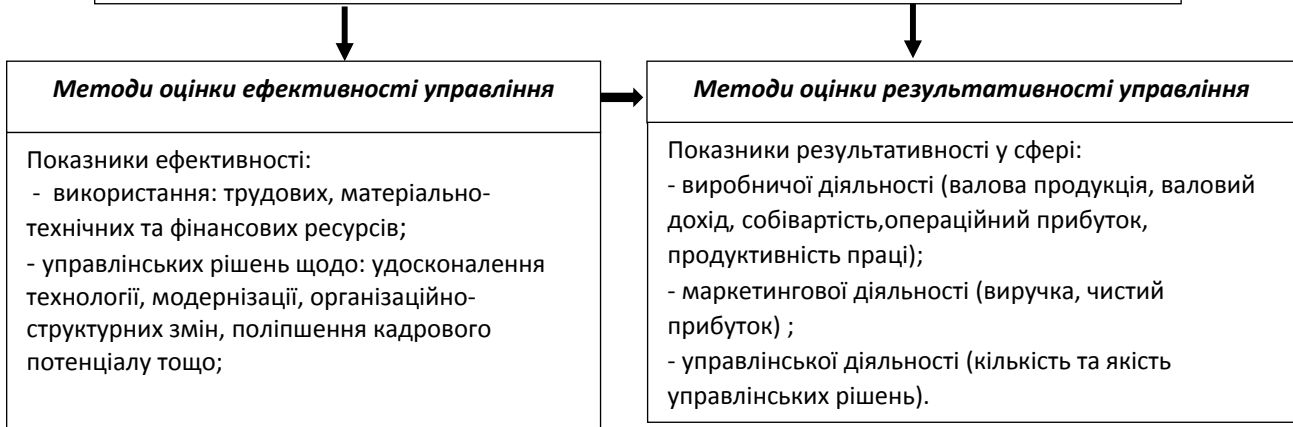 Методи оцінки ефективності управління
Показники ефективності:
- використання: трудових, матеріально-
технічних та фінансових ресурсів;
- управлінських рішень щодо: удосконалення
технології, модернізації, організаційно-
структурних змін, поліпшення кадрового
потенціалу тощо;
Методи оцінки результативності управління
Показники результативності у сфері:
- виробничої діяльності (валова продукція, валовий
дохід, собівартість,операційний прибуток,
продуктивність праці);
- маркетингової діяльності (виручка, чистий
прибуток) ;
- управлінської діяльності (кількість та якість
управлінських рішень).